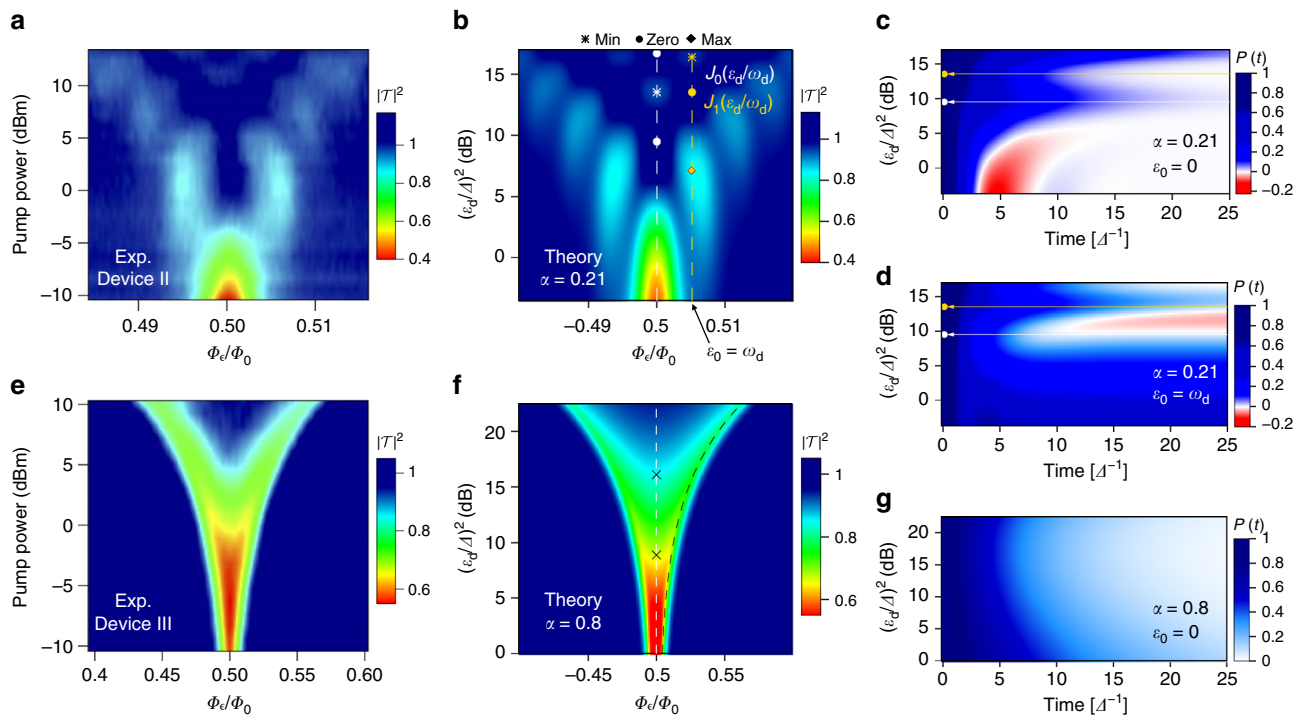 a
Pump power (dBm)
10
5
0
−5
−10
Exp.
Device II
0.49
0.50
0.51
Φϵ/Φ0
|𝒯|²
1
0.8
0.6
0.4
b
✳ Min ● Zero ◆ Max
(εd/Δ)² (dB)
15
10
5
0
J0(εd/ωd)
J1(εd/ωd)
Theory
α = 0.21
−0.49
0.5
0.51
Φϵ/Φ0
ε0 = ωd
|𝒯|²
1
0.8
0.6
0.4
c
(εd/Δ)² (dB)
15
10
5
0
α = 0.21
ε0 = 0
0 5 10 15 20 25
Time [Δ⁻¹]
P (t)
1
0.8
0.6
0.4
0.2
0
−0.2
d
(εd/Δ)² (dB)
15
10
5
0
α = 0.21
ε0 = ωd
0 5 10 15 20 25
Time [Δ⁻¹]
P (t)
1
0.8
0.6
0.4
0.2
0
−0.2
e
Pump power (dBm)
10
5
0
−5
−10
Exp.
Device III
0.4 0.45 0.50 0.55 0.60
Φϵ/Φ0
|𝒯|²
1
0.8
0.6
f
(εd/Δ)² (dB)
20
15
10
5
0
Theory
α = 0.8
−0.45
0.5
0.55
Φϵ/Φ0
|𝒯|²
1
0.8
0.6
g
(εd/Δ)² (dB)
20
15
10
5
0
α = 0.8
ε0 = 0
0 5 10 15 20 25
Time [Δ⁻¹]
P (t)
1
0.8
0.6
0.4
0.2
0